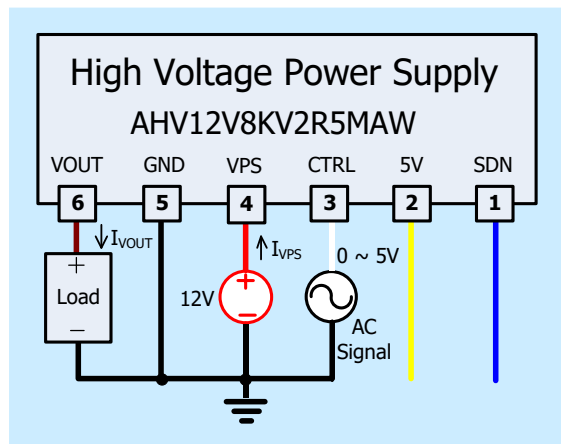 High Voltage Power Supply
AHV12V8KV2R5MAW
VOUT GND VPS CTRL 5V SDN
6 5 4 3 2 1
↓IVOUT ↑IVPS 0 ~ 5V
+ +
Load 12V
− −
AC
Signal